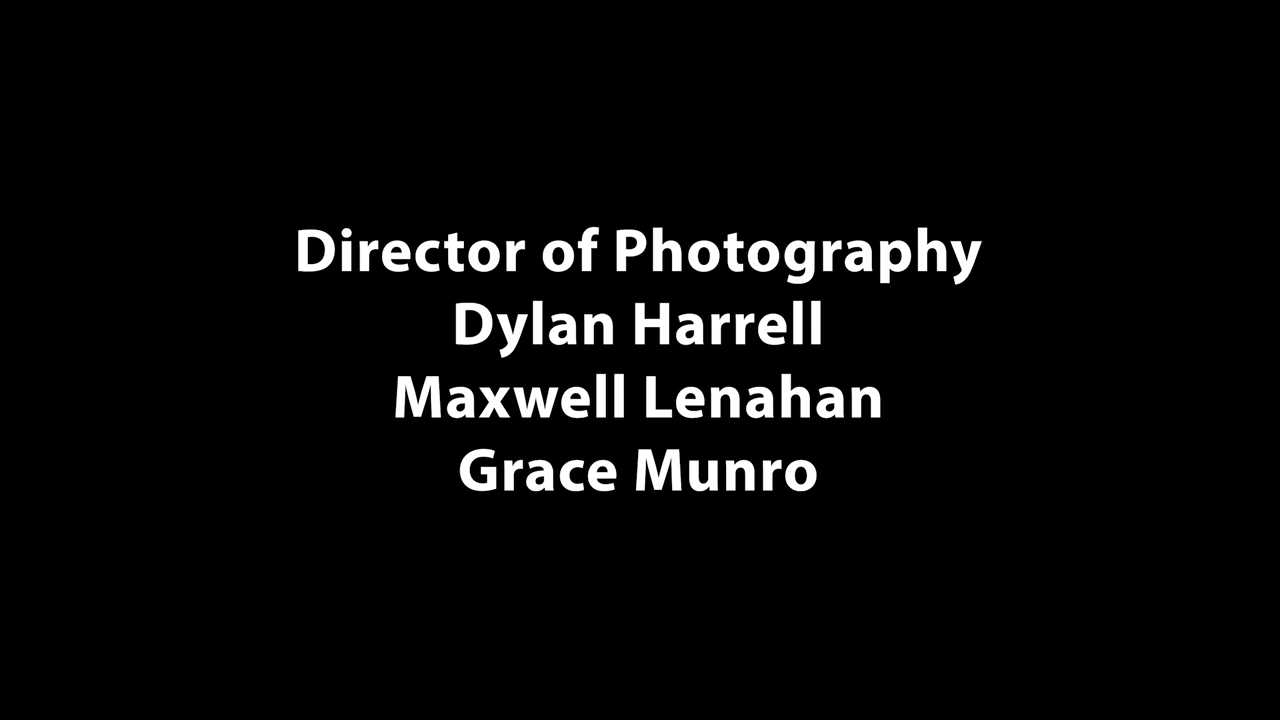 Director of Photography
Dylan Harrell
Maxwell Lenahan
Grace Munro